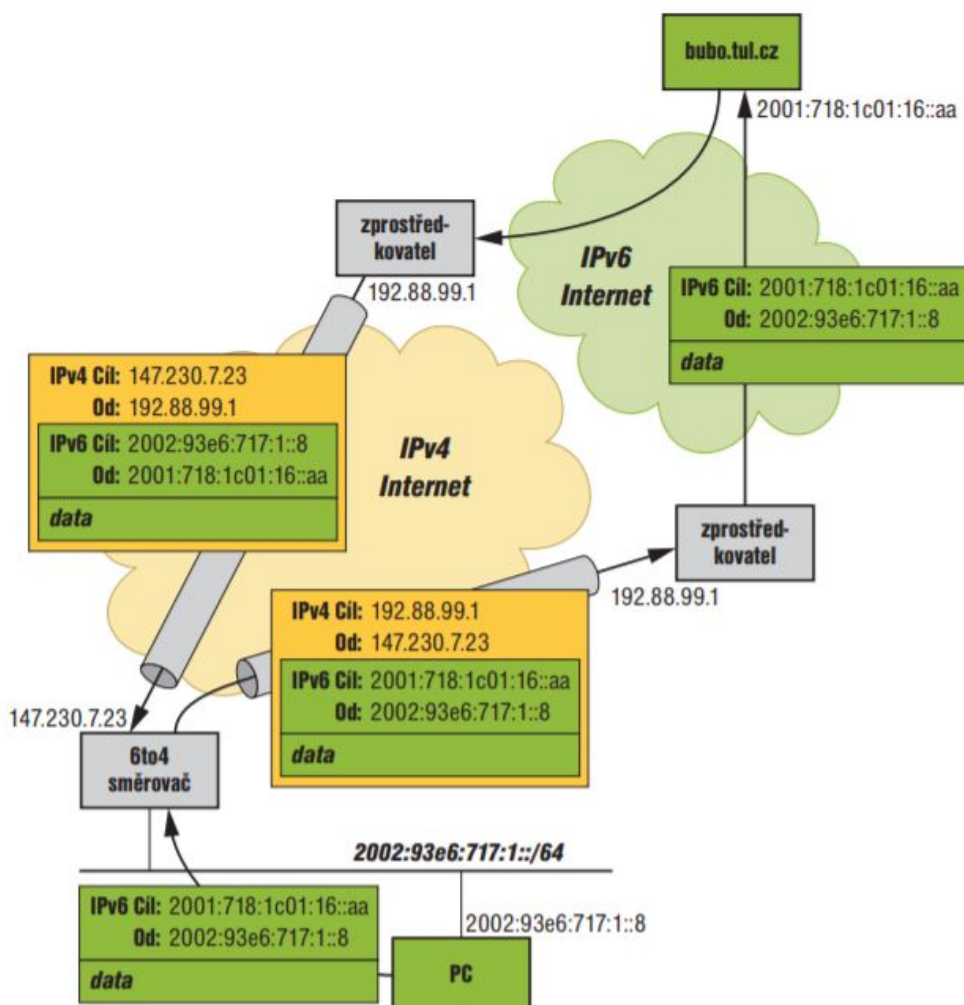 bubo.tul.cz
2001:718:1c01:16::aa
zprostřed-
kovatel
192.88.99.1
IPv6
Internet
IPv6 Cíl: 2001:718:1c01:16::aa
Od: 2002:93e6:717:1::8
data
IPv4 Cíl: 147.230.7.23
Od: 192.88.99.1
IPv6 Cíl: 2002:93e6:717:1::8
Od: 2001:718:1c01:16::aa
data
IPv4
Internet
zprostřed-
kovatel
192.88.99.1
IPv4 Cíl: 192.88.99.1
Od: 147.230.7.23
IPv6 Cíl: 2001:718:1c01:16::aa
Od: 2002:93e6:717:1::8
data
147.230.7.23
6to4
směrovač
2002:93e6:717:1::/64
IPv6 Cíl: 2001:718:1c01:16::aa
Od: 2002:93e6:717:1::8
data
2002:93e6:717:1::8
PC